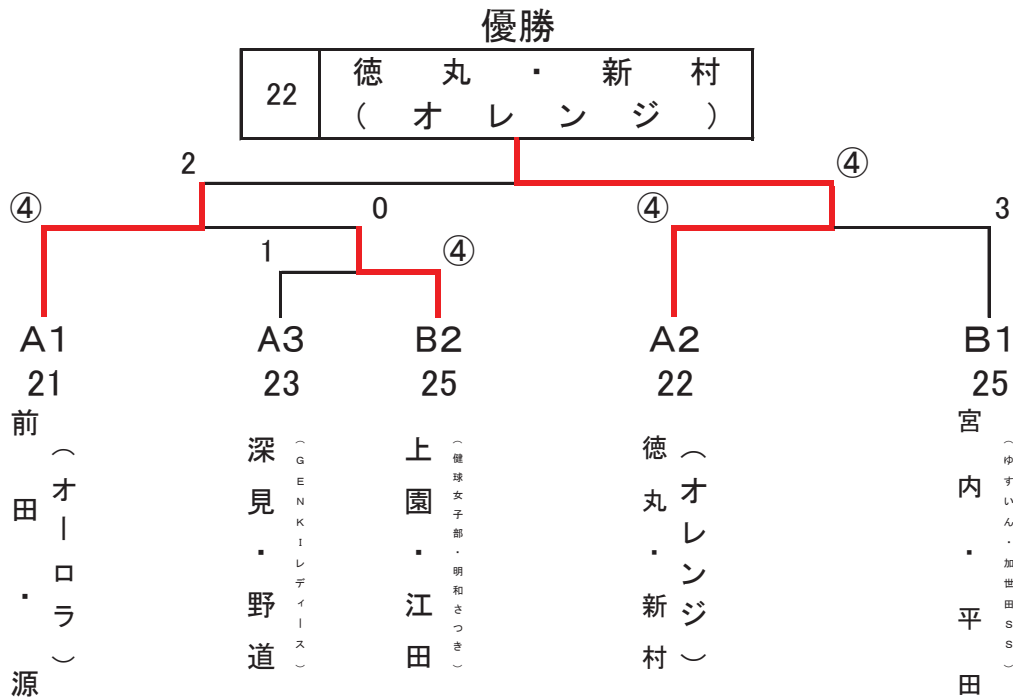 優勝
22
徳丸・新村
(オレンジ)
2
④
④
0
④
3
1
④
A1
A3
B2
A2
B1
21
23
25
22
25
前田・源
(オーロラ)
深見・野道
(GENKIレディース)
上園・江田
(健球女子部・明和さつき)
徳丸・新村
(オレンジ)
宮内・平田
(ゆすいん・加世田SS)